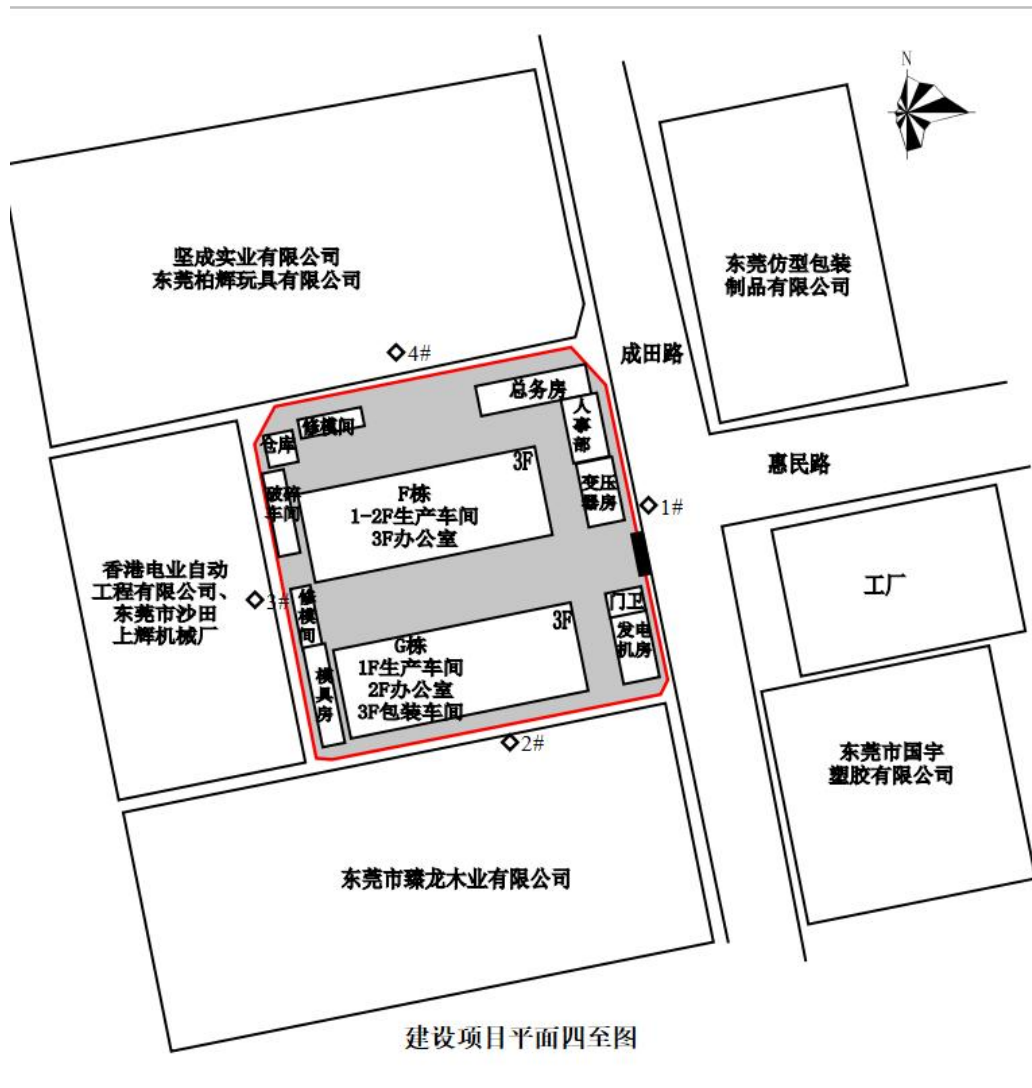 N
坚成实业有限公司
东莞柏辉玩具有限公司
东莞仿型包装
制品有限公司
成田路
4#
总务房
人
事
部
修模间
仓库
惠民路
3F
变压
器房
破碎
车间
F栋
1-2F生产车间
3F办公室
1#
香港电业自动
工程有限公司、
东莞市沙田
上辉机械厂
3#
修
模
间
工厂
门卫
3F
发电
机房
G栋
1F生产车间
2F办公室
3F包装车间
模
具
房
2#
东莞市国宇
塑胶有限公司
东莞市臻龙木业有限公司
建设项目平面四至图